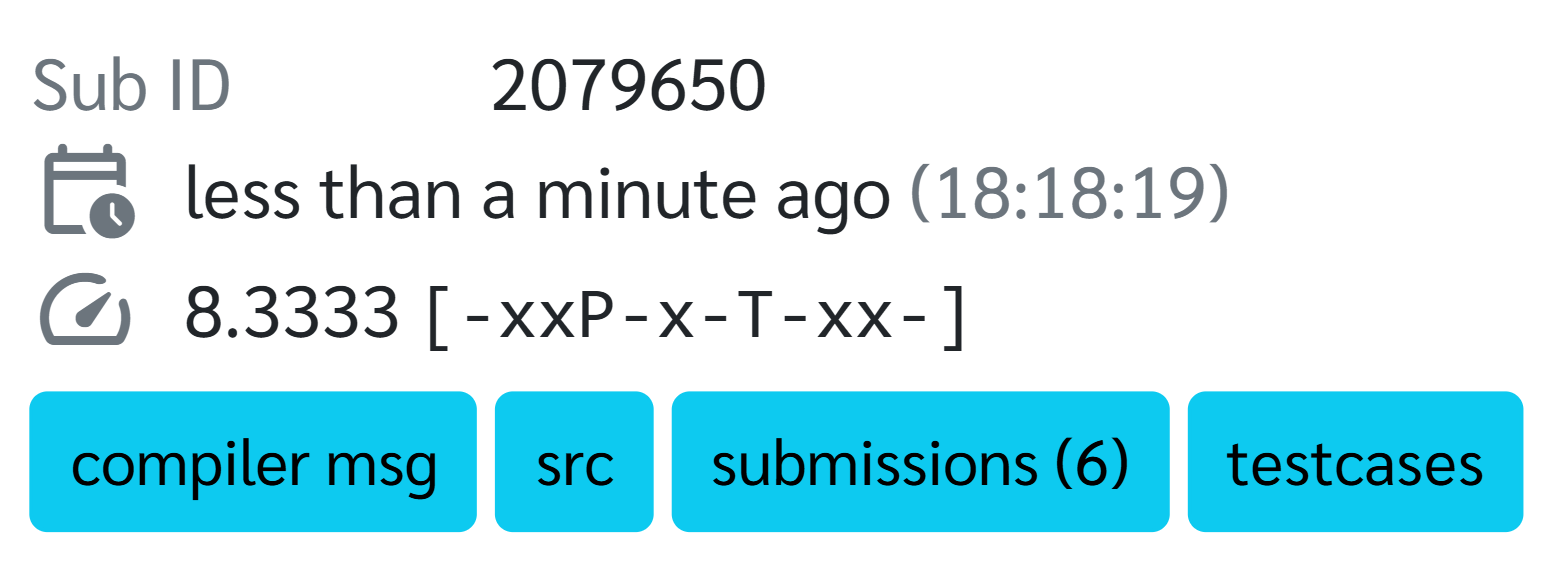 Sub ID 2079650
less than a minute ago (18:18:19)
8.3333 [-xxP-x-T-xx-]
compiler msg src submissions (6) testcases